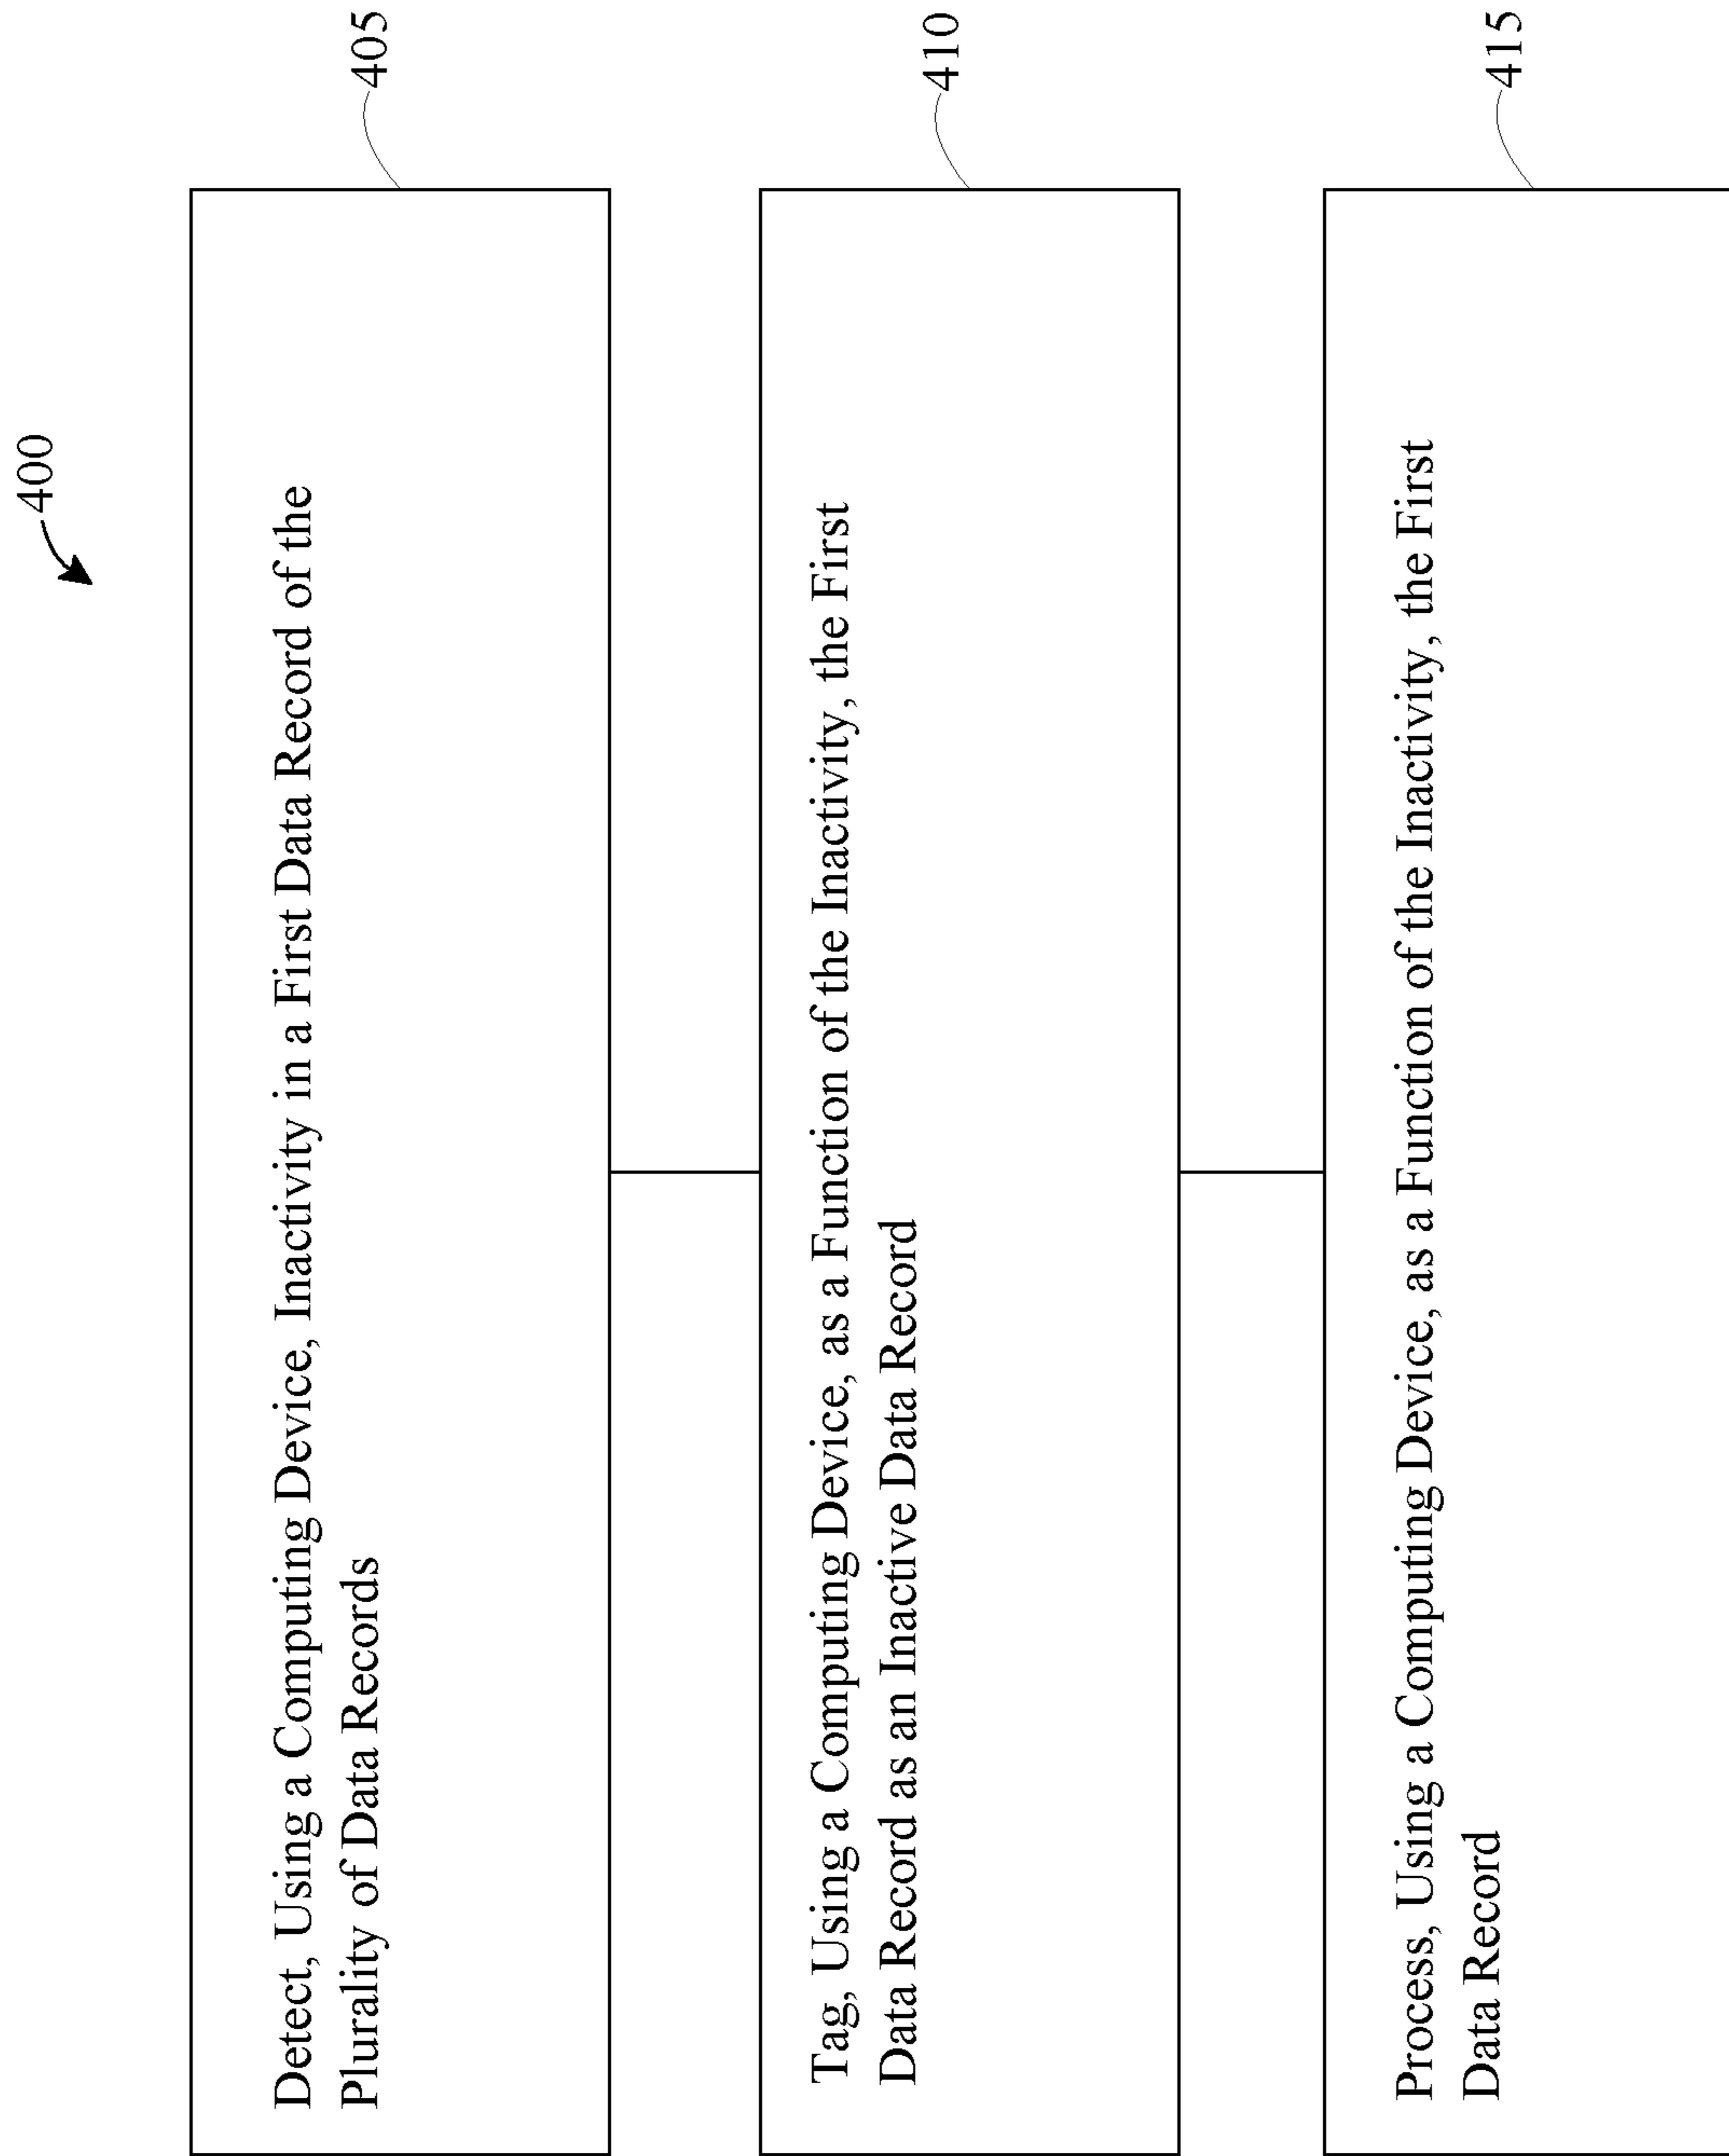 400
Detect, Using a Computing Device, Inactivity in a First Data Record of the
Plurality of Data Records
405
Tag, Using a Computing Device, as a Function of the Inactivity, the First
Data Record as an Inactive Data Record
410
Process, Using a Computing Device, as a Function of the Inactivity, the First
Data Record
415